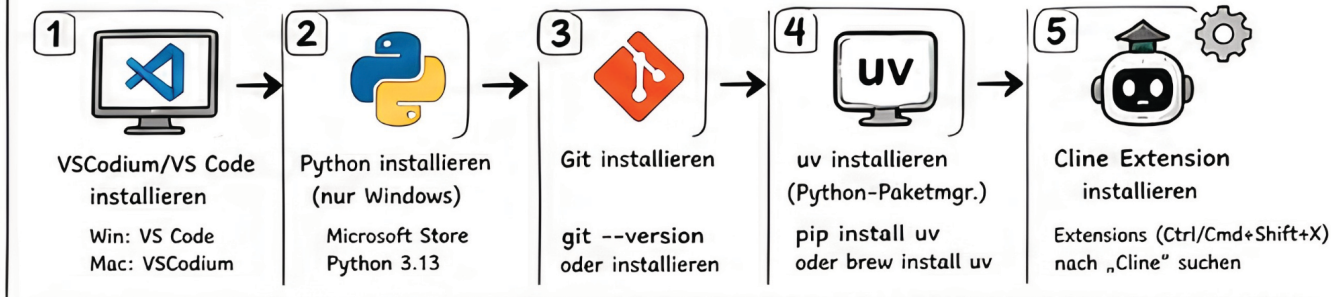 1
VSCodium/VS Code
installieren
Win: VS Code
Mac: VSCodium
2
Python installieren
(nur Windows)
Microsoft Store
Python 3.13
3
Git installieren
git --version
oder installieren
4
uv
uv installieren
(Python-Paketmgr.)
pip install uv
oder brew install uv
5
Cline Extension
installieren
Extensions (Ctrl/Cmd+Shift+X)
nach „Cline“ suchen